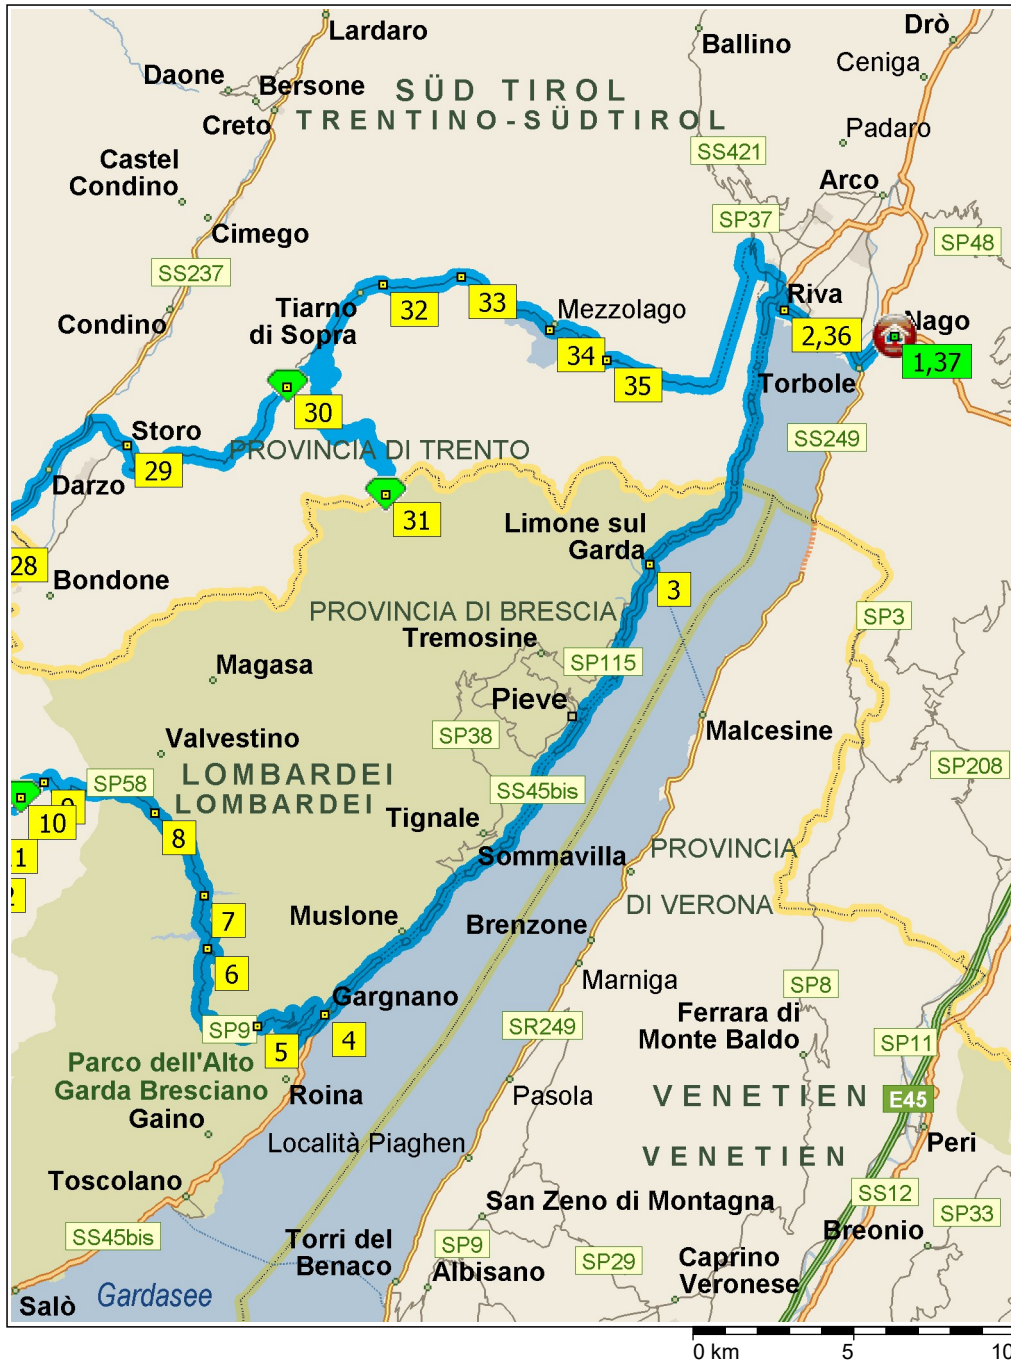 Lardaro
Drò
Ballino
Ceniga
Daone
Bersone
SÜD TIROL
Creto
TRENTINO-SÜDTIROL
Padaro
SS421
Castel
Condino
Arco
SP37
Cimego
SP48
SS237
Tiarno
di Sopra
32
33
Mezzolago
Riva
Nago
Condino
2,36
1,37
34
35
Torbole
30
Storo
SS249
PROVINCIA DI TRENTO
29
Darzo
31
Limone sul
Garda
28
Bondone
3
PROVINCIA DI BRESCIA
SP3
Tremosine
SP115
Magasa
Pieve
Malcesine
SP38
Valvestino
SP208
LOMBARDEI
SP58
SS45bis
LOMBARDEI
9
10
8
Tignale
11
Sommavilla
PROVINCIA
2
DI VERONA
7
Muslone
Brenzone
6
Marniga
SP8
Gargnano
Ferrara di
Monte Baldo
4
SP9
SR249
5
SP11
Parco dell'Alto
Garda Bresciano
Roina
Pasola
VENETIEN
E45
Gaino
Località Piaghen
Peri
VENETIEN
Toscolano
San Zeno di Montagna
SS12
SP33
SS45bis
Torri del
Benaco
SP9
SP29
Breonio
Albisano
Caprino
Veronese
Gardasee
Salò
0 km 5 10